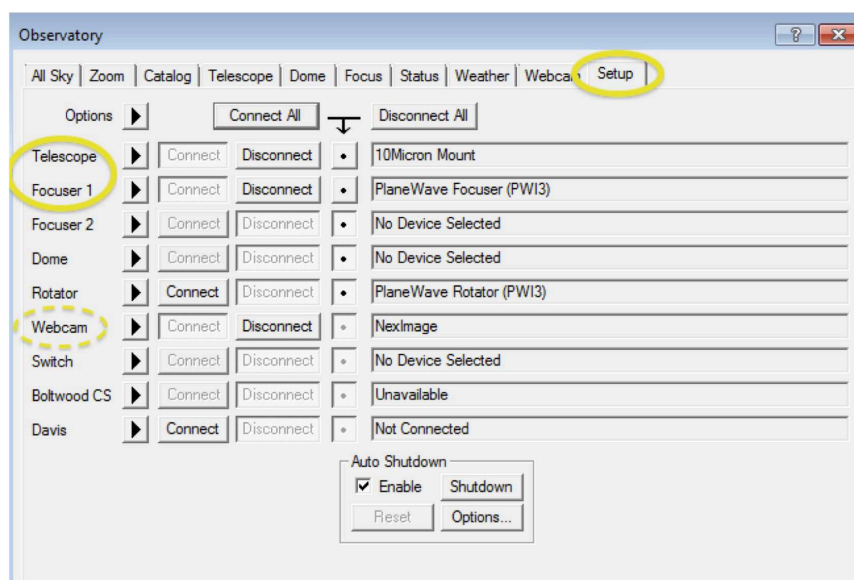 Observatory
All Sky Zoom Catalog Telescope Dome Focus Status Weather Webcam Setup
Options Connect All Disconnect All
Telescope Connect Disconnect 10Micron Mount
Focuser 1 Connect Disconnect PlaneWave Focuser (PWI3)
Focuser 2 Connect Disconnect No Device Selected
Dome Connect Disconnect No Device Selected
Rotator Connect Disconnect PlaneWave Rotator (PWI3)
Webcam Connect Disconnect NexImage
Switch Connect Disconnect No Device Selected
Boltwood CS Connect Disconnect Unavailable
Davis Connect Disconnect Not Connected
Auto Shutdown
Enable Shutdown
Reset Options...